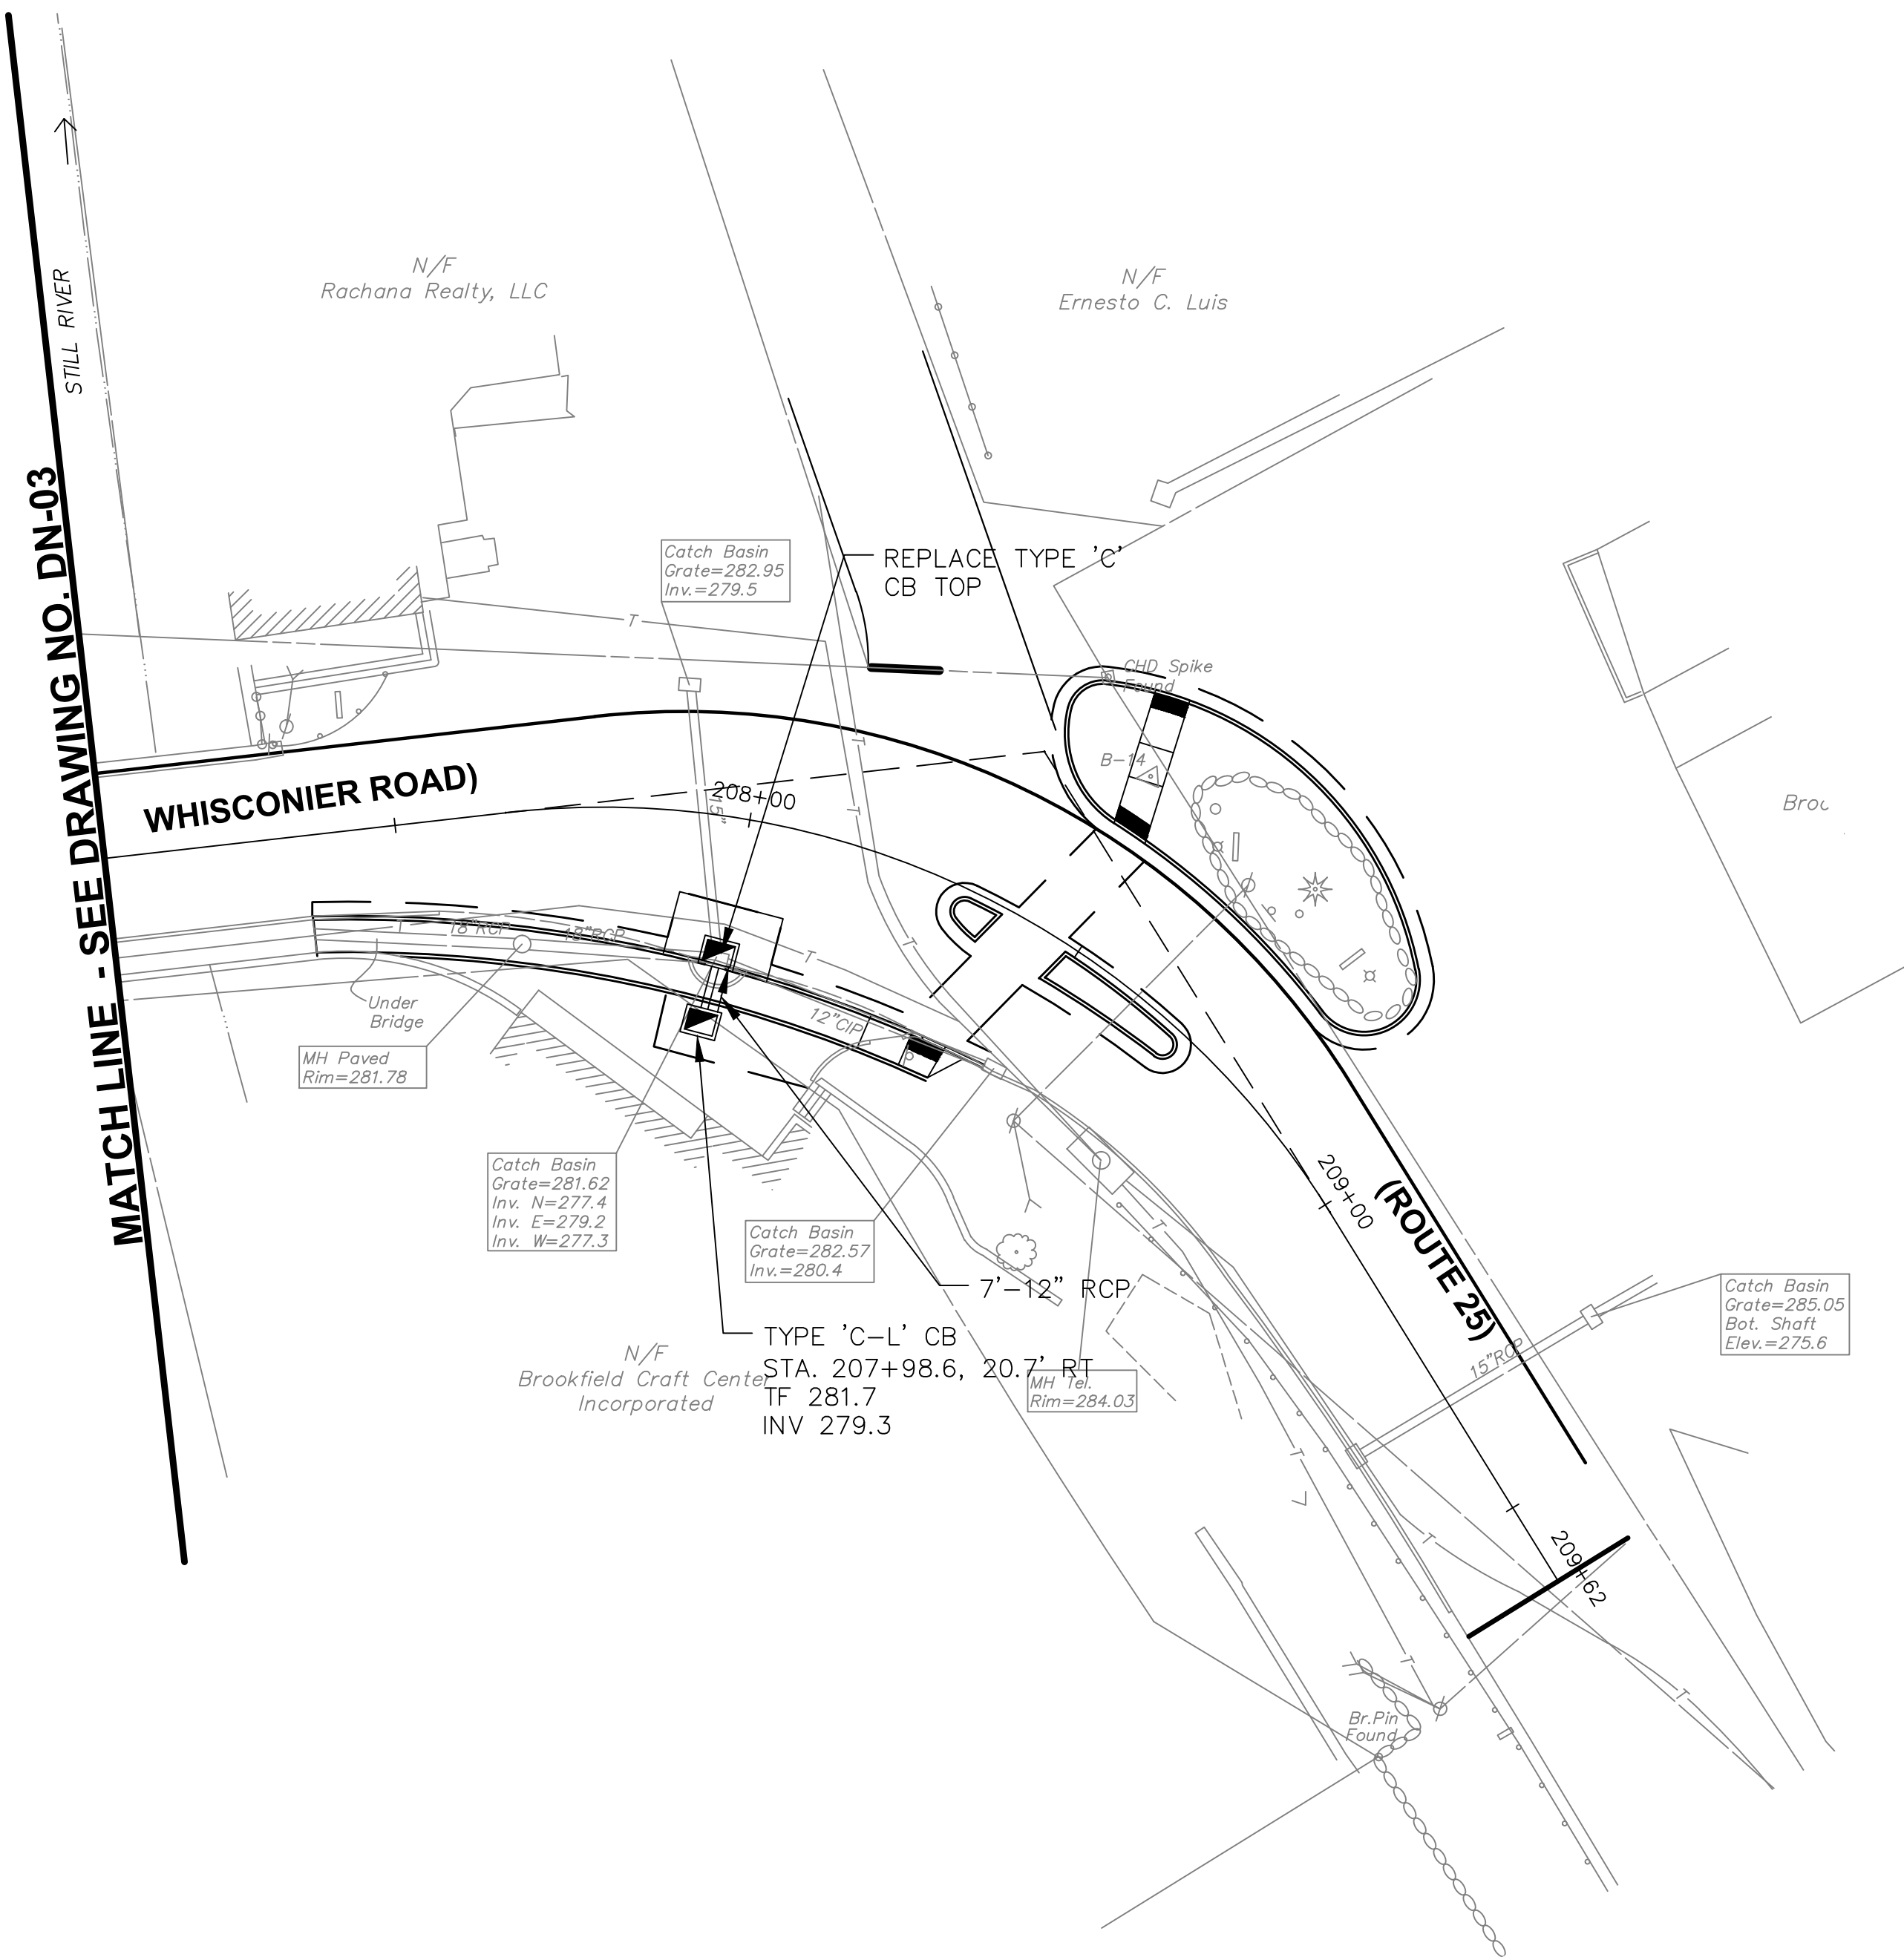 STILL RIVER
MATCH LINE - SEE DRAWING NO. DN-03
N/F
Rachana Realty, LLC
N/F
Ernesto C. Luis
Catch Basin
Grate=282.95
Inv.=279.5
REPLACE TYPE 'C'
CB TOP
T
CHD Spike
Found
T
B-14
WHISCONIER ROAD)
15"
208+00
T
Broc
T
18"RCP
18"RCP
T
T
Under
Bridge
12"CIP
MH Paved
Rim=281.78
Catch Basin
Grate=281.62
Inv. N=277.4
Inv. E=279.2
Inv. W=277.3
Catch Basin
Grate=282.57
Inv.=280.4
209+00
(ROUTE 25)
T
7'-12" RCP
Catch Basin
Grate=285.05
Bot. Shaft
Elev.=275.6
15"RCP
TYPE 'C-L' CB
STA. 207+98.6, 20.7' RT
TF 281.7
INV 279.3
N/F
Brookfield Craft Center
Incorporated
MH Tel.
Rim=284.03
T
T
209+62
T
T
Br.Pin
Found